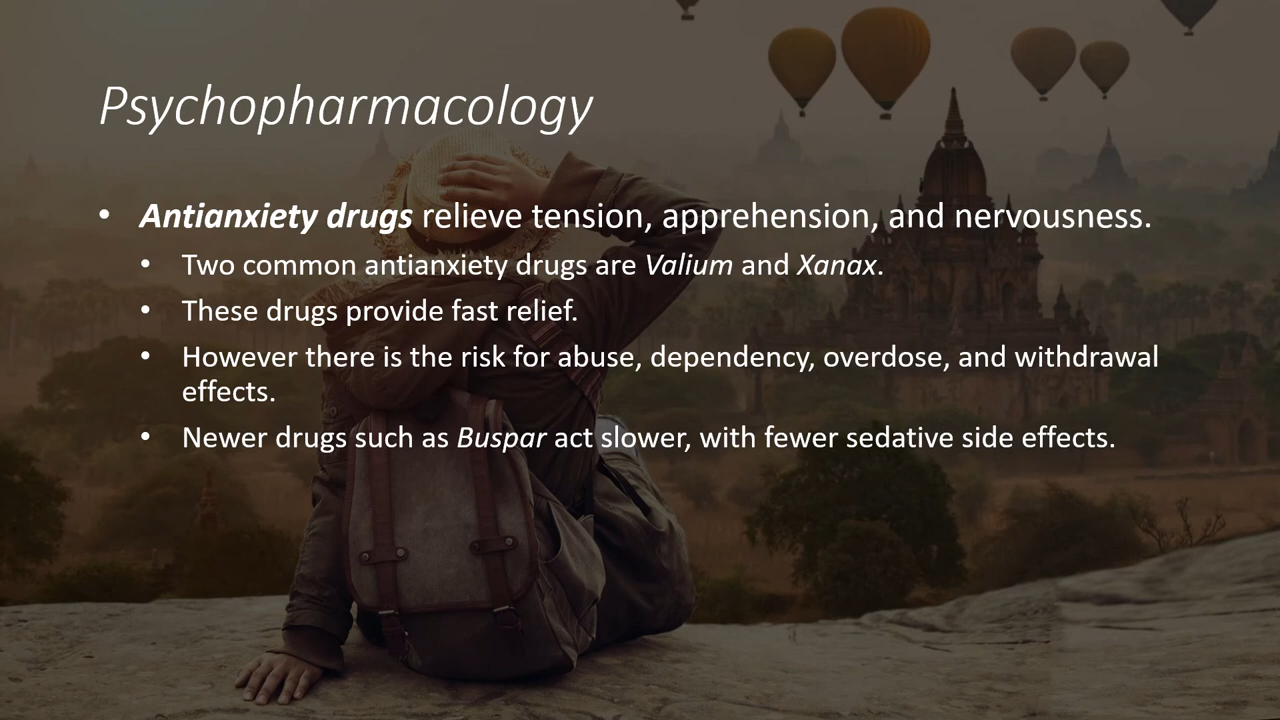 Psychopharmacology
• Antianxiety drugs relieve tension, apprehension, and nervousness.
• Two common antianxiety drugs are Valium and Xanax.
• These drugs provide fast relief.
• However there is the risk for abuse, dependency, overdose, and withdrawal
effects.
• Newer drugs such as Buspar act slower, with fewer sedative side effects.